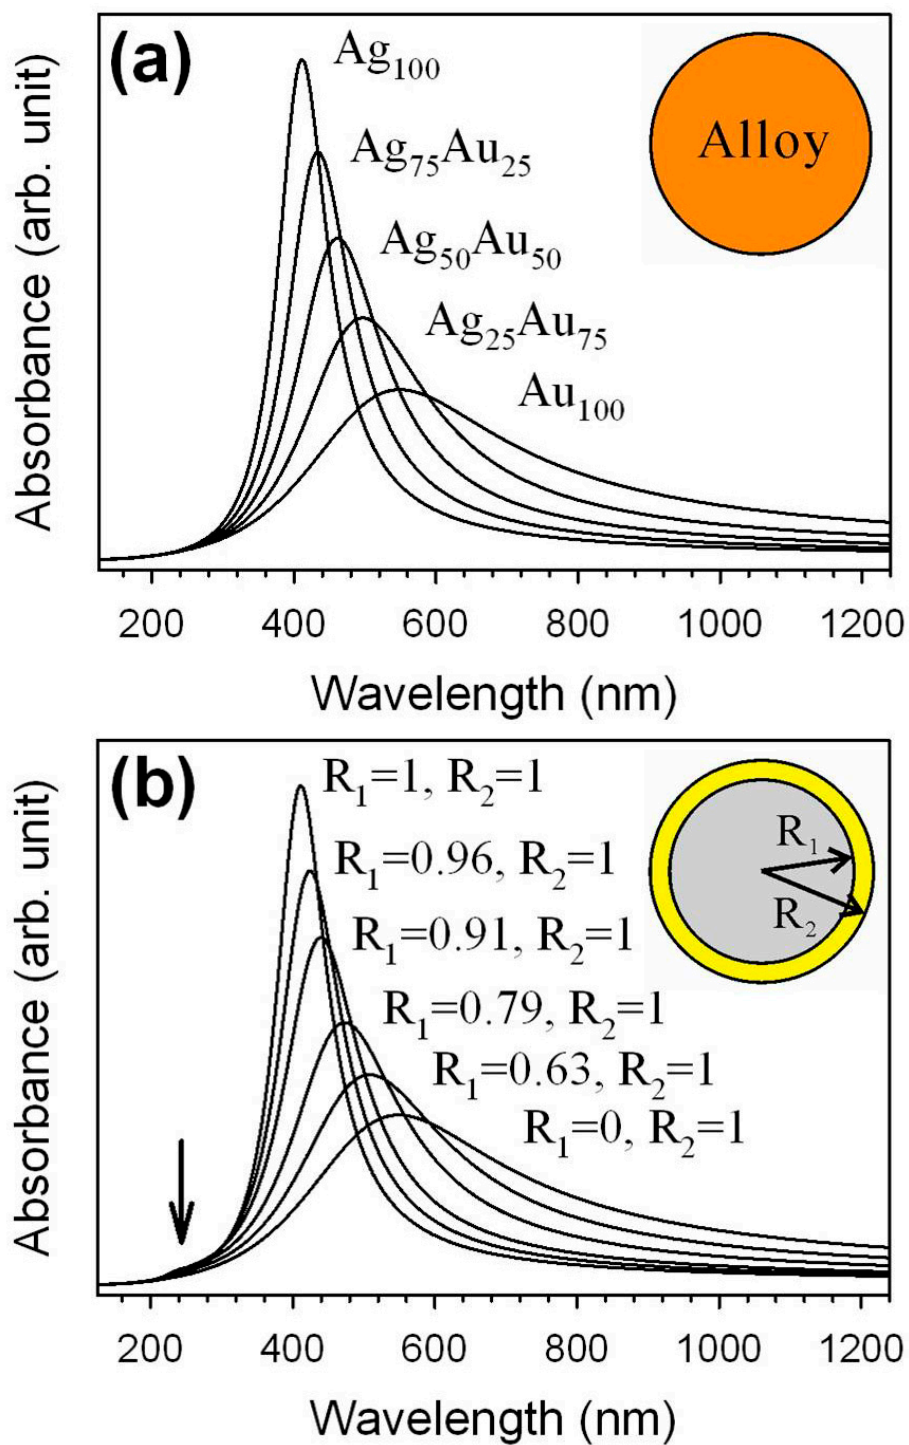 (a)
Ag₁₀₀
Ag₇₅Au₂₅
Ag₅₀Au₅₀
Ag₂₅Au₇₅
Au₁₀₀
Alloy
Absorbance (arb. unit)
200 400 600 800 1000 1200
Wavelength (nm)
(b)
R₁=1, R₂=1
R₁=0.96, R₂=1
R₁=0.91, R₂=1
R₁=0.79, R₂=1
R₁=0.63, R₂=1
R₁=0, R₂=1
R₁
R₂
Absorbance (arb. unit)
200 400 600 800 1000 1200
Wavelength (nm)